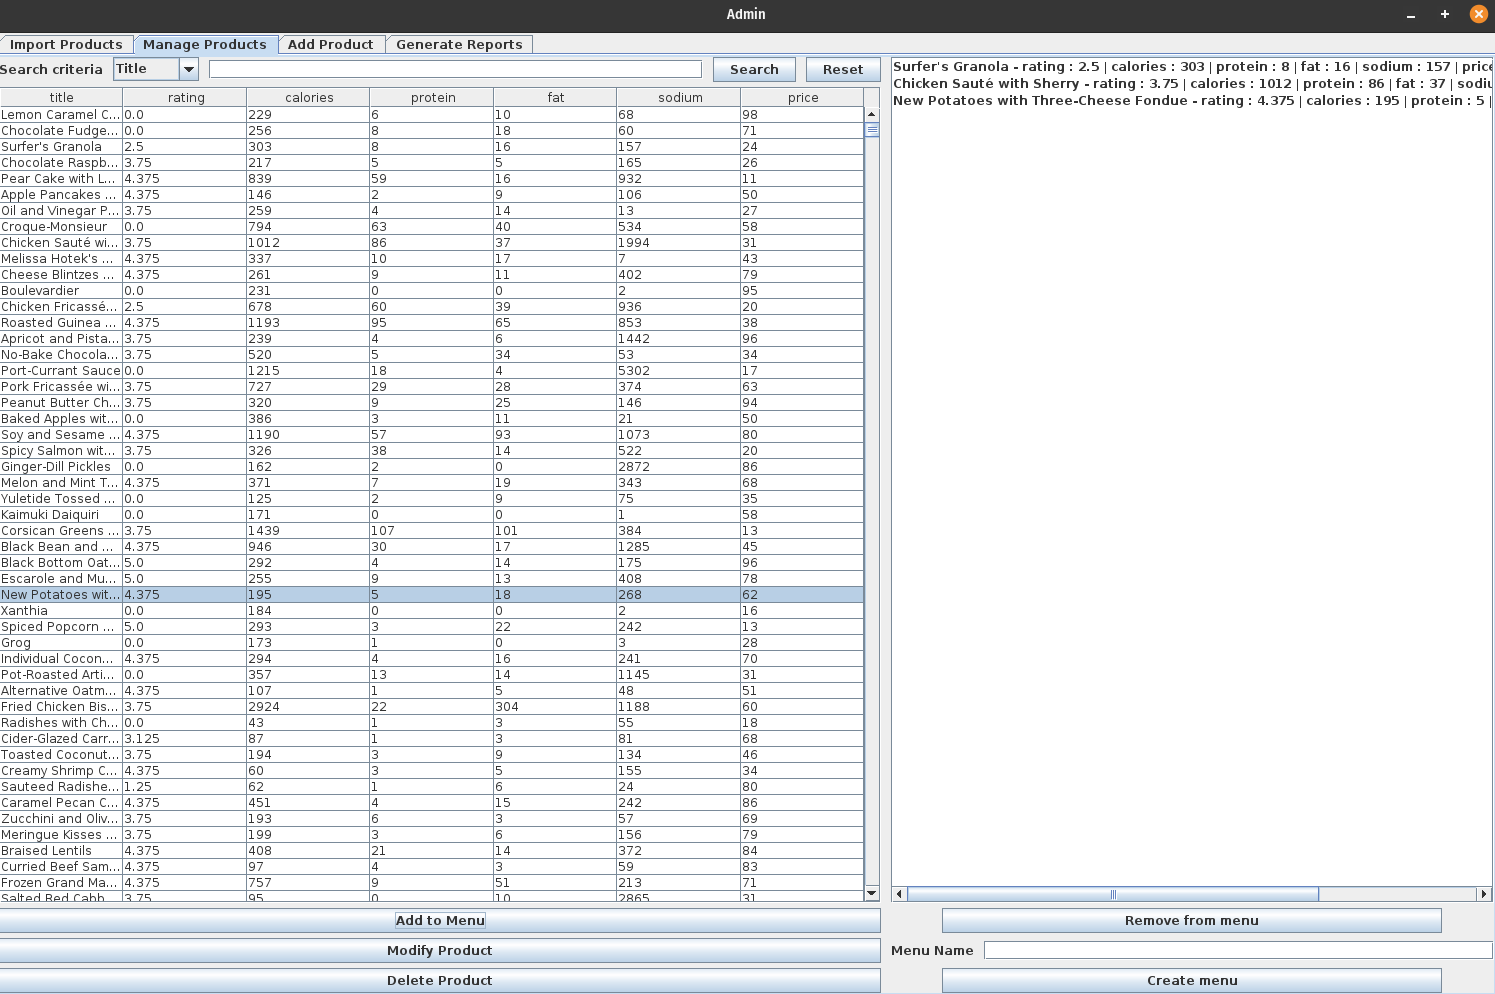 Admin
Import Products Manage Products Add Product Generate Reports
Search criteria Title Search Reset
title rating calories protein fat sodium price
Lemon Caramel C... 0.0 229 6 10 68 98
Chocolate Fudge... 0.0 256 8 18 60 71
Surfer's Granola 2.5 303 8 16 157 24
Chocolate Raspb... 3.75 217 5 5 165 26
Pear Cake with L... 4.375 839 59 16 932 11
Apple Pancakes ... 4.375 146 2 9 106 50
Oil and Vinegar P... 3.75 259 4 14 13 27
Croque-Monsieur 0.0 794 63 40 534 58
Chicken Sauté wi... 3.75 1012 86 37 1994 31
Melissa Hotek's ... 4.375 337 10 17 7 43
Cheese Blintzes ... 4.375 261 9 11 402 79
Boulevardier 0.0 231 0 0 2 95
Chicken Fricassé... 2.5 678 60 39 936 20
Roasted Guinea ... 4.375 1193 95 65 853 38
Apricot and Pista... 3.75 239 4 6 1442 96
No-Bake Chocola... 3.75 520 5 34 53 34
Port-Currant Sauce 0.0 1215 18 4 5302 17
Pork Fricassée wi... 3.75 727 29 28 374 63
Peanut Butter Ch... 3.75 320 9 25 146 94
Baked Apples wit... 0.0 386 3 11 21 50
Soy and Sesame ... 4.375 1190 57 93 1073 80
Spicy Salmon wit... 3.75 326 38 14 522 20
Ginger-Dill Pickles 0.0 162 2 0 2872 86
Melon and Mint T... 4.375 371 7 19 343 68
Yuletide Tossed ... 0.0 125 2 9 75 35
Kaimuki Daiquiri 0.0 171 0 0 1 58
Corsican Greens ... 3.75 1439 107 101 384 13
Black Bean and ... 4.375 946 30 17 1285 45
Black Bottom Oat... 5.0 292 4 14 175 96
Escarole and Mu... 5.0 255 9 13 408 78
New Potatoes wit... 4.375 195 5 18 268 62
Xanthia 0.0 184 0 0 2 16
Spiced Popcorn ... 5.0 293 3 22 242 13
Grog 0.0 173 1 0 3 28
Individual Cocon... 4.375 294 4 16 241 70
Pot-Roasted Arti... 0.0 357 13 14 1145 31
Alternative Oatm... 4.375 107 1 5 48 51
Fried Chicken Bis... 3.75 2924 22 304 1188 60
Radishes with Ch... 0.0 43 1 3 55 18
Cider-Glazed Carr... 3.125 87 1 3 81 68
Toasted Coconut... 3.75 194 3 9 134 46
Creamy Shrimp C... 4.375 60 3 5 155 34
Sauteed Radishe... 1.25 62 1 6 24 80
Caramel Pecan C... 4.375 451 4 15 242 86
Zucchini and Oliv... 3.75 193 6 3 57 69
Meringue Kisses ... 3.75 199 3 6 156 79
Braised Lentils 4.375 408 21 14 372 84
Curried Beef Sam... 4.375 97 4 3 59 83
Frozen Grand Ma... 4.375 757 9 51 213 71
Salted Red Cabb... 3.75 95 0 10 2865 31
Surfer's Granola - rating : 2.5 | calories : 303 | protein : 8 | fat : 16 | sodium : 157 | price
Chicken Sauté with Sherry - rating : 3.75 | calories : 1012 | protein : 86 | fat : 37 | sodiu
New Potatoes with Three-Cheese Fondue - rating : 4.375 | calories : 195 | protein : 5 |
Add to Menu
Modify Product
Delete Product
Remove from menu
Menu Name
Create menu